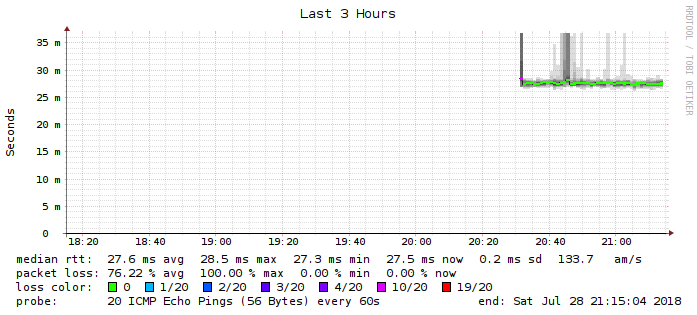 Last 3 Hours
RRDTOOL / TOBI OETIKER
Seconds
35 m
30 m
25 m
20 m
15 m
10 m
5 m
0
18:20 18:40 19:00 19:20 19:40 20:00 20:20 20:40 21:00
median rtt: 27.6 ms avg 28.5 ms max 27.3 ms min 27.5 ms now 0.2 ms sd 133.7 am/s
packet loss: 76.22 % avg 100.00 % max 0.00 % min 0.00 % now
loss color: 0 1/20 2/20 3/20 4/20 10/20 19/20
probe: 20 ICMP Echo Pings (56 Bytes) every 60s end: Sat Jul 28 21:15:04 2018